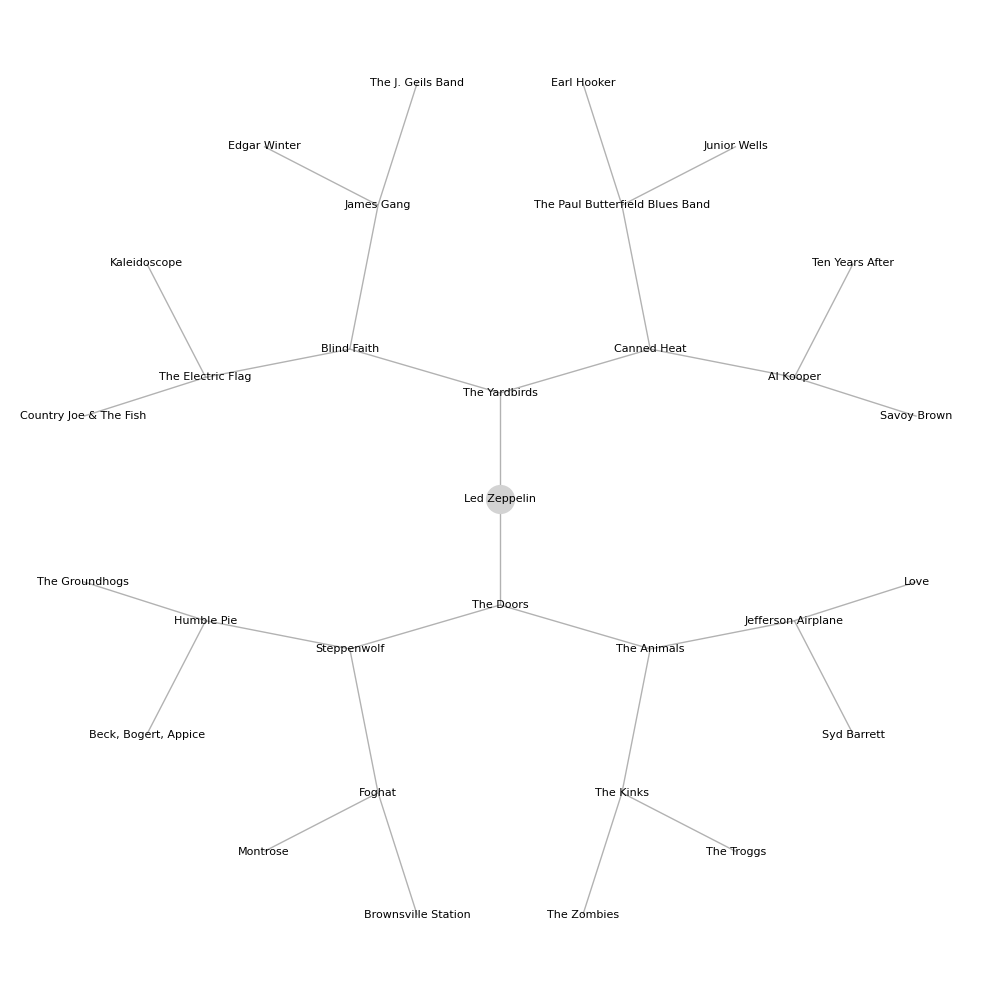 The J. Geils Band
Earl Hooker
Edgar Winter
Junior Wells
James Gang
The Paul Butterfield Blues Band
Kaleidoscope
Ten Years After
Blind Faith
Canned Heat
The Electric Flag
Al Kooper
The Yardbirds
Country Joe & The Fish
Savoy Brown
Led Zeppelin
The Groundhogs
Love
The Doors
Humble Pie
Jefferson Airplane
Steppenwolf
The Animals
Beck, Bogert, Appice
Syd Barrett
Foghat
The Kinks
Montrose
The Troggs
Brownsville Station
The Zombies